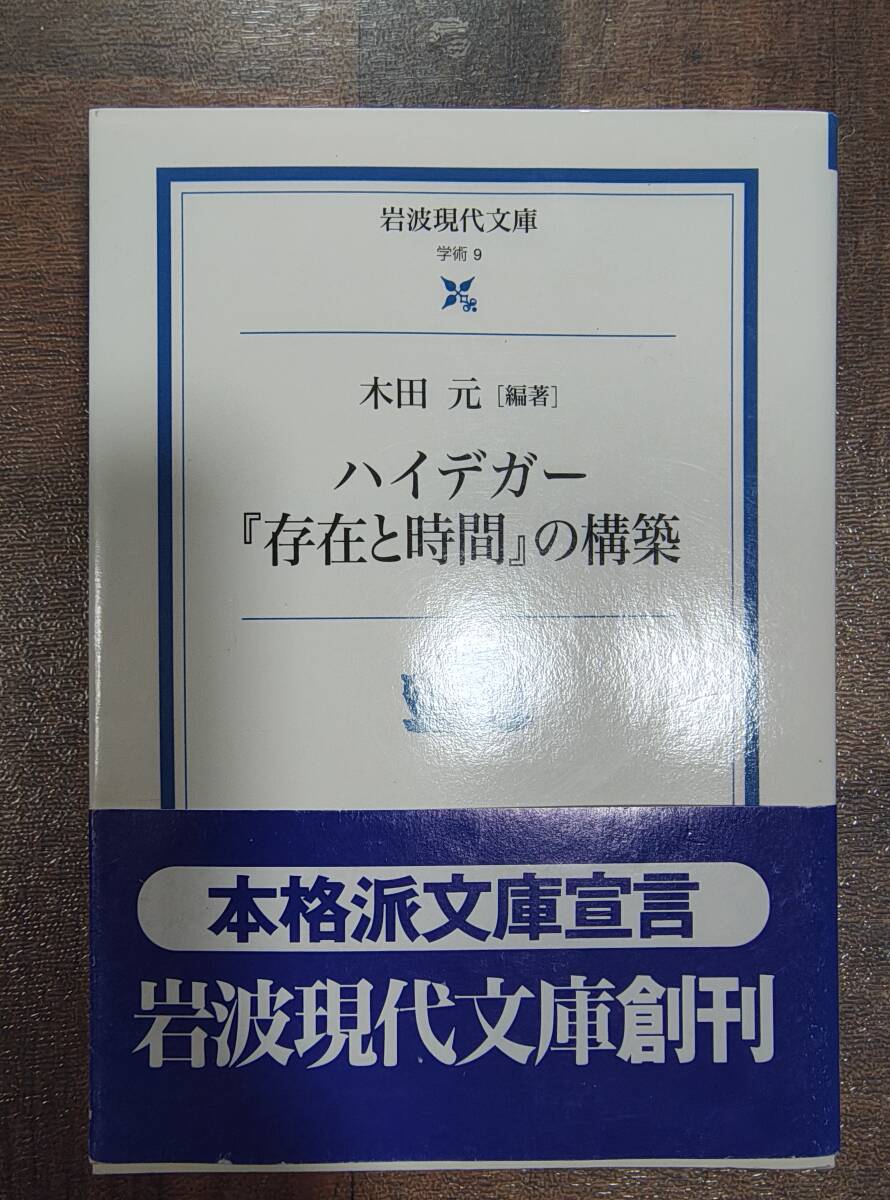 岩波現代文庫
学術 9
木田 元 [編著]
ハイデガー
『存在と時間』の構築
本格派文庫宣言
岩波現代文庫創刊